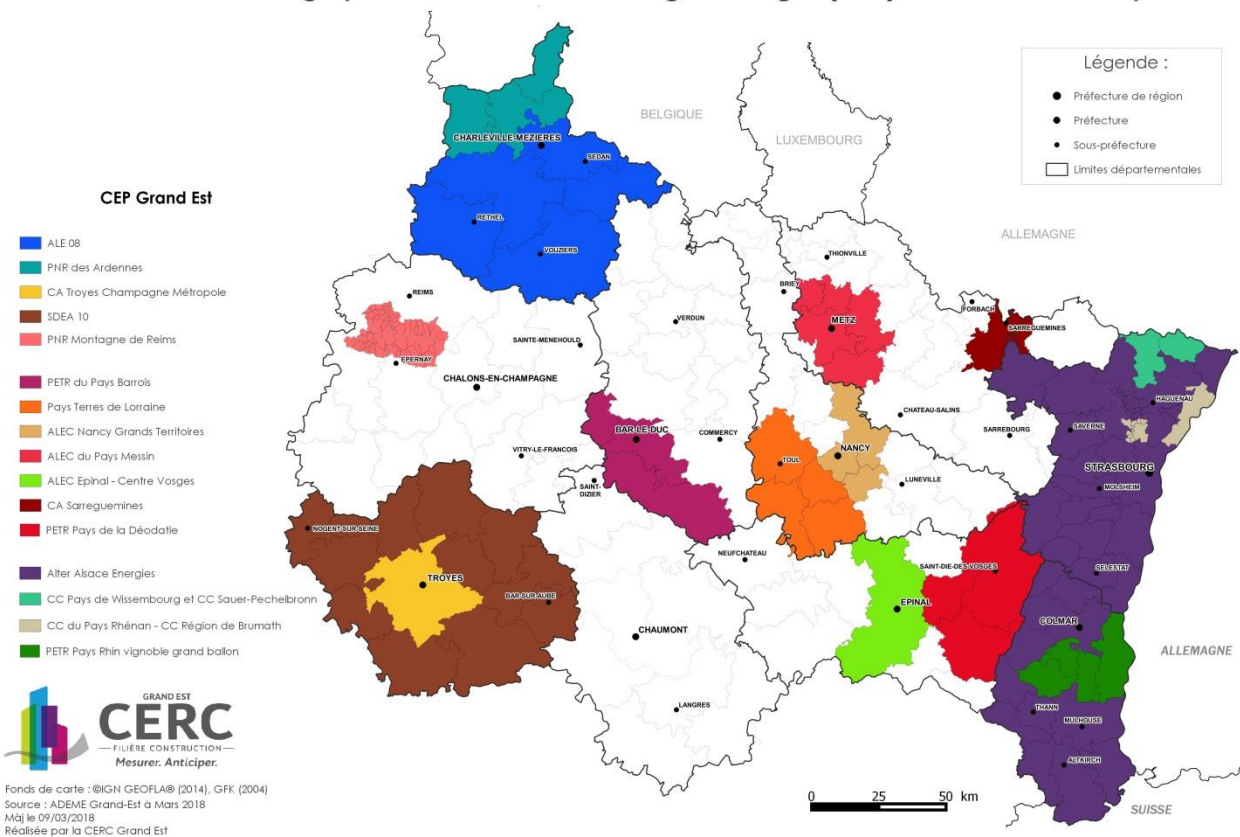 BELGIQUE
LUXEMBOURG
ALLEMAGNE
Légende :
Préfecture de région
Préfecture
Sous-préfecture
Limites départementales
CEP Grand Est
ALE 08
PNR des Ardennes
CA Troyes Champagne Métropole
SDEA 10
PNR Montagne de Reims
PETR du Pays Barrois
Pays Terres de Lorraine
ALEC Nancy Grands Territoires
ALEC du Pays Messin
ALEC Epinal - Centre Vosges
CA Sarreguemines
PETR Pays de la Déodatie
Alter Alsace Energies
CC Pays de Wissembourg et CC Sauer-Pechelbronn
CC du Pays Rhénan - CC Région de Brumath
PETR Pays Rhin vignoble grand ballon
CHARLEVILLE-MEZIERES
SEDAN
RETHEL
VOUZIERS
REIMS
EPERNAY
SAINTE-MENEHOULD
CHALONS-EN-CHAMPAGNE
VITRY-LE-FRANCOIS
SAINT-
DIZIER
NOGENT-SUR-SEINE
TROYES
BAR-SUR-AUBE
CHAUMONT
LANGRES
VERDUN
BAR-LE-DUC
COMMERCY
BRIEY
THIONVILLE
METZ
FORBACH
SARREGUEMINES
CHATEAU-SALINS
SARREBOURG
TOUL
NANCY
LUNEVILLE
NEUFCHATEAU
EPINAL
SAINT-DIE-DES-VOSGES
HAGUENAU
SAVERNE
STRASBOURG
MOLSHEIM
SELESTAT
COLMAR
THANN
MULHOUSE
ALTKIRCH
ALLEMAGNE
SUISSE
0 25 50 km
GRAND EST
CERC
FILIÈRE CONSTRUCTION
Mesurer. Anticiper.
Fonds de carte : ©IGN GEOFLA® (2014), GFK (2004)
Source : ADEME Grand-Est à Mars 2018
Màj le 09/03/2018
Réalisée par la CERC Grand Est